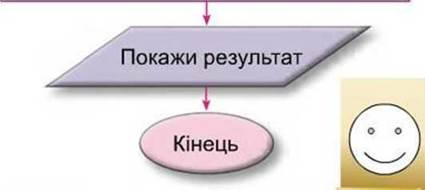 Покажи результат
Кінець